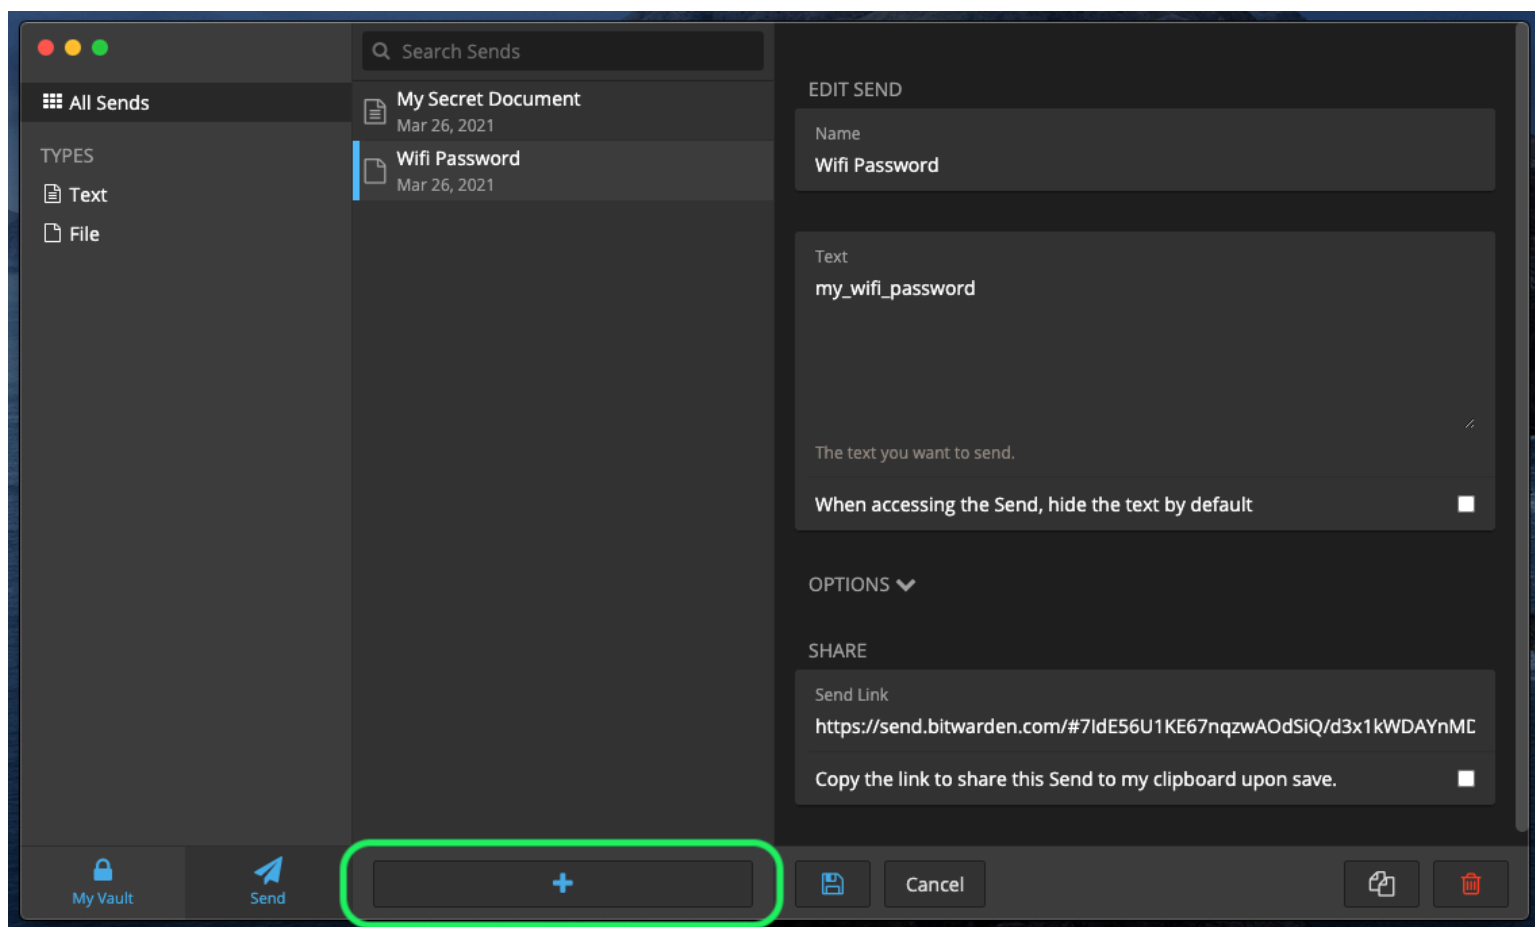 Search Sends
All Sends
TYPES
Text
File
My Secret Document
Mar 26, 2021
Wifi Password
Mar 26, 2021
EDIT SEND
Name
Wifi Password
Text
my_wifi_password
The text you want to send.
When accessing the Send, hide the text by default
OPTIONS
SHARE
Send Link
https://send.bitwarden.com/#7IdE56U1KE67nqzwAOdSiQ/d3x1kWDAYnMD
Copy the link to share this Send to my clipboard upon save.
My Vault
Send
Cancel